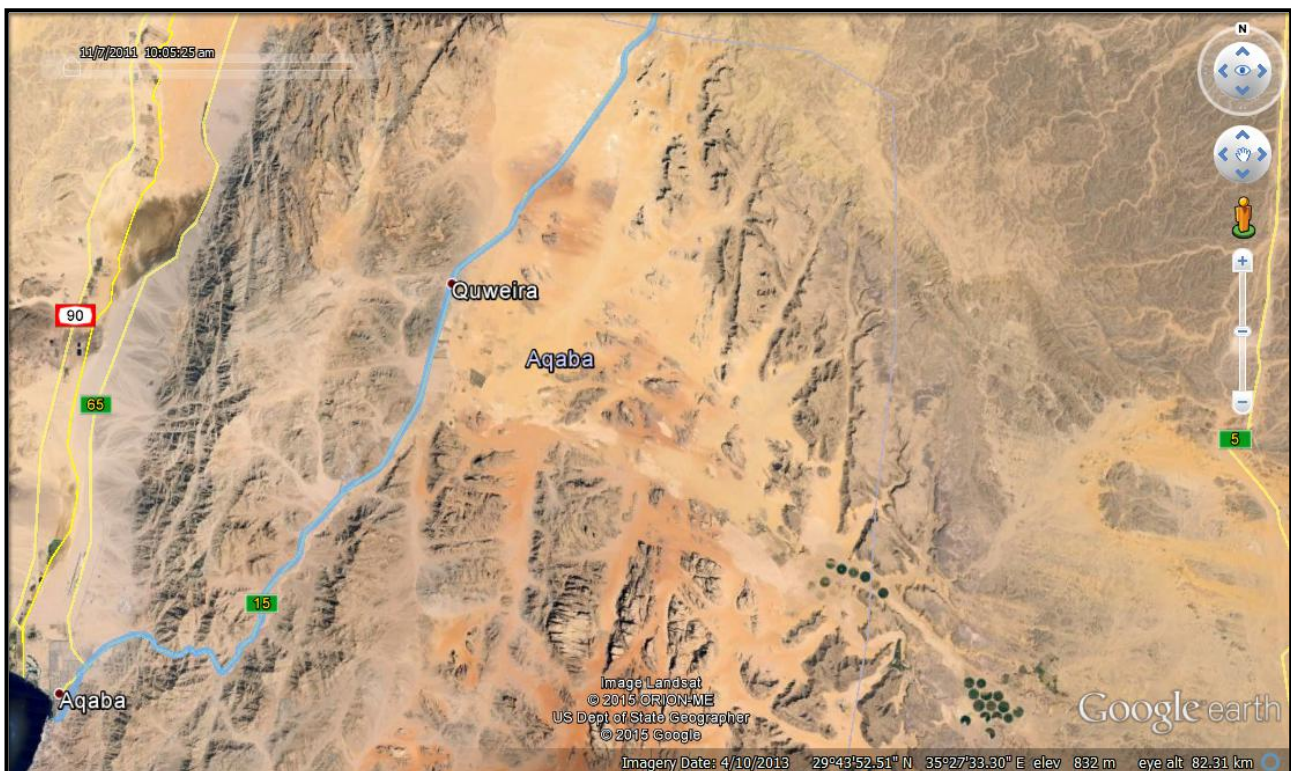 11/7/2011 10:05:25 am
N
Quweira
90
Aqaba
65
5
15
Aqaba
Image Landsat
© 2015 ORION-ME
US Dept of State Geographer
© 2015 Google
Google earth
Imagery Date: 4/10/2013 29°43'52.51" N 35°27'33.30" E elev 832 m eye alt 82.31 km